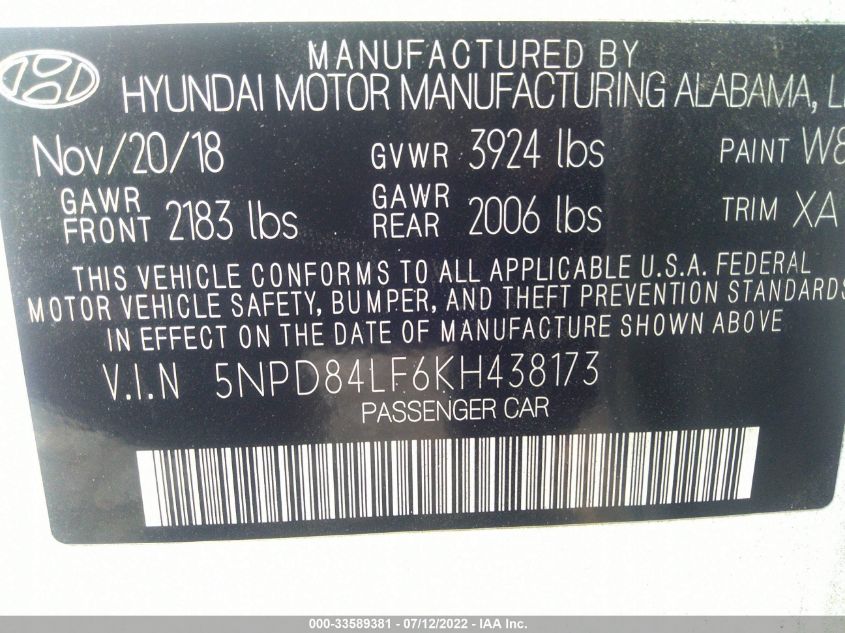 MANUFACTURED BY
HYUNDAI MOTOR MANUFACTURING ALABAMA,
Nov/20/18 GVWR 3924 lbs PAINT W8
GAWR FRONT 2183 lbs GAWR REAR 2006 lbs TRIM XA
THIS VEHICLE CONFORMS TO ALL APPLICABLE U.S.A. FEDERAL
MOTOR VEHICLE SAFETY, BUMPER, AND THEFT PREVENTION STANDARDS
IN EFFECT ON THE DATE OF MANUFACTURE SHOWN ABOVE
V.I.N 5NPD84LF6KH438173
PASSENGER CAR
000-33589381 - 07/12/2022 - IAA Inc.